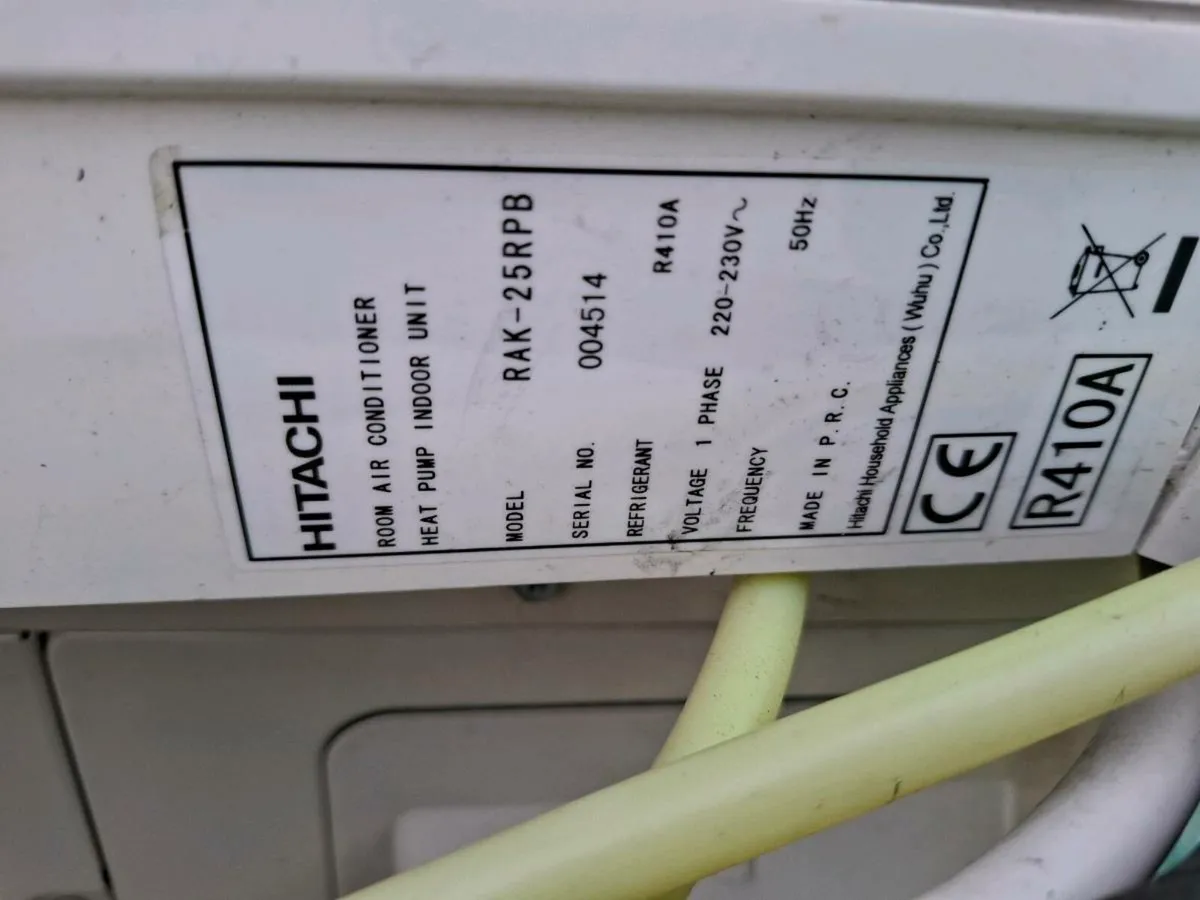 HITACHI
ROOM AIR CONDITIONER
HEAT PUMP INDOOR UNIT
MODEL RAK-25RPB
SERIAL NO. 004514
REFRIGERANT R410A
VOLTAGE 1 PHASE 220-230V~
FREQUENCY 50Hz
MADE IN P.R.C.
Hitachi Household Appliances (Wuhu) Co.,Ltd.
CE
R410A